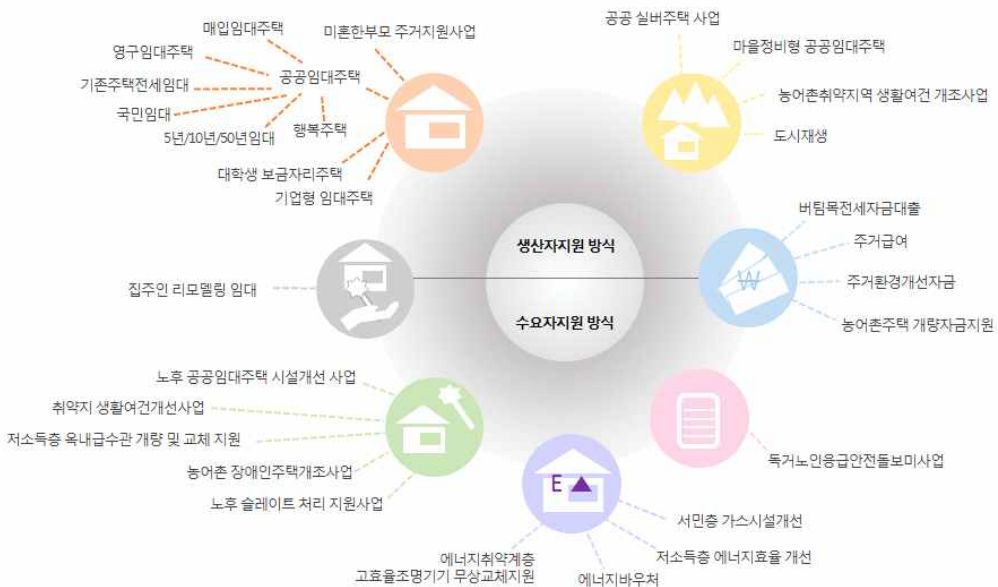 공공 실버주택 사업
매입임대주택
미혼한부모 주거지원사업
마을정비형 공공임대주택
영구임대주택
공공임대주택
기존주택전세임대
농어촌취약지역 생활여건 개조사업
국민임대
5년/10년/50년임대
행복주택
도시재생
대학생 보금자리주택
기업형 임대주택
버팀목전세자금대출
생산자지원 방식
주거급여
집주인 리모델링 임대
₩
주거환경개선자금
수요자지원 방식
농어촌주택 개량자금지원
노후 공공임대주택 시설개선 사업
취약지 생활여건개선사업
저소득층 옥내급수관 개량 및 교체 지원
독거노인응급안전돌보미사업
농어촌 장애인주택개조사업
노후 슬레이트 처리 지원사업
E
서민층 가스시설개선
저소득층 에너지효율 개선
에너지취약계층
고효율조명기기 무상교체지원
에너지바우처